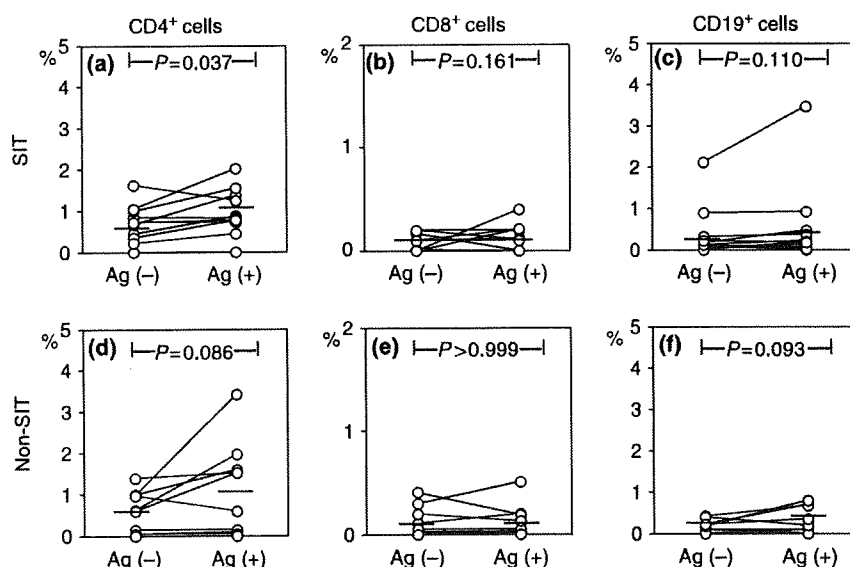 CD4⁺ cells CD8⁺ cells CD19⁺ cells
SIT
% (a) P=0.037
5
4
3
2
1
0
Ag (–) Ag (+)
% (b) P=0.161
2
1
0
Ag (–) Ag (+)
% (c) P=0.110
5
4
3
2
1
0
Ag (–) Ag (+)
Non-SIT
% (d) P=0.086
5
4
3
2
1
0
Ag (–) Ag (+)
% (e) P>0.999
2
1
0
Ag (–) Ag (+)
% (f) P=0.093
5
4
3
2
1
0
Ag (–) Ag (+)